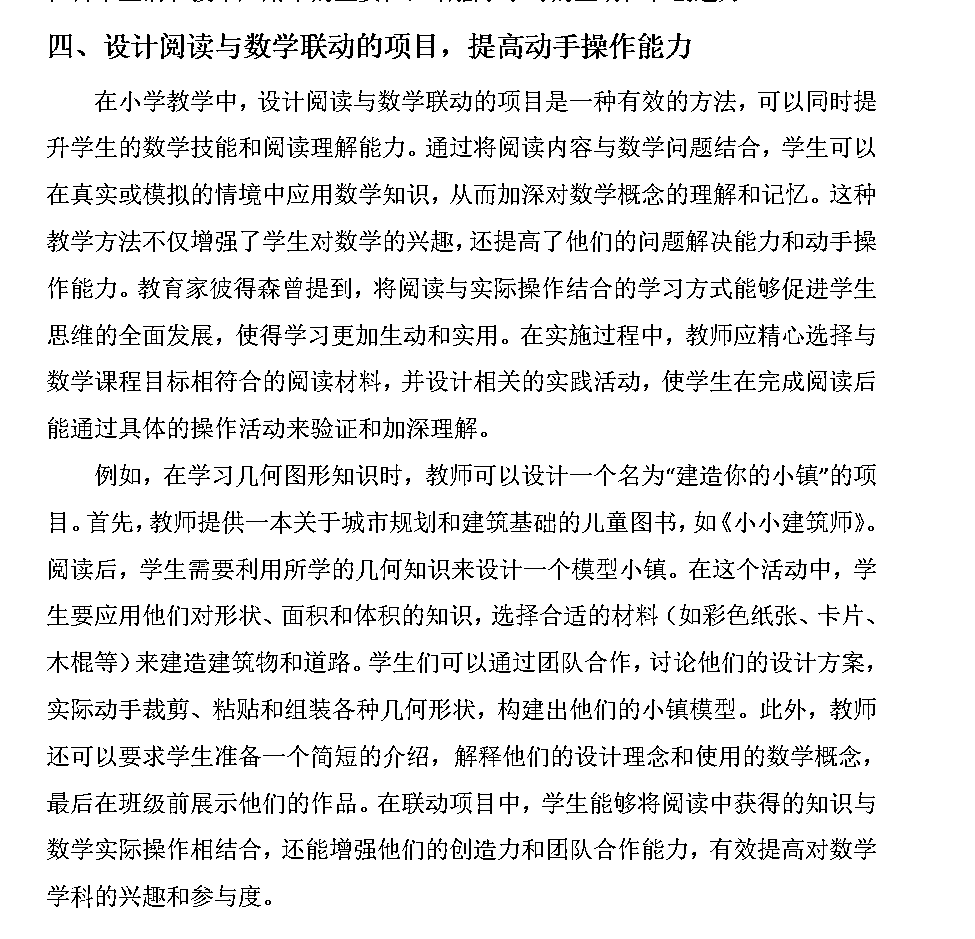 四、设计阅读与数学联动的项目，提高动手操作能力
在小学教学中，设计阅读与数学联动的项目是一种有效的方法，可以同时提
升学生的数学技能和阅读理解能力。通过将阅读内容与数学问题结合，学生可以
在真实或模拟的情境中应用数学知识，从而加深对数学概念的理解和记忆。这种
教学方法不仅增强了学生对数学的兴趣，还提高了他们的问题解决能力和动手操
作能力。教育家彼得森曾提到，将阅读与实际操作结合的学习方式能够促进学生
思维的全面发展，使得学习更加生动和实用。在实施过程中，教师应精心选择与
数学课程目标相符合的阅读材料，并设计相关的实践活动，使学生在完成阅读后
能通过具体的操作活动来验证和加深理解。
例如，在学习几何图形知识时，教师可以设计一个名为“建造你的小镇”的项
目。首先，教师提供一本关于城市规划和建筑基础的儿童图书，如《小小建筑师》。
阅读后，学生需要利用所学的几何知识来设计一个模型小镇。在这个活动中，学
生要应用他们对形状、面积和体积的知识，选择合适的材料（如彩色纸张、卡片、
木棍等）来建造建筑物和道路。学生们可以通过团队合作，讨论他们的设计方案，
实际动手裁剪、粘贴和组装各种几何形状，构建出他们的小镇模型。此外，教师
还可以要求学生准备一个简短的介绍，解释他们的设计理念和使用的数学概念，
最后在班级前展示他们的作品。在联动项目中，学生能够将阅读中获得的知识与
数学实际操作相结合，还能增强他们的创造力和团队合作能力，有效提高对数学
学科的兴趣和参与度。